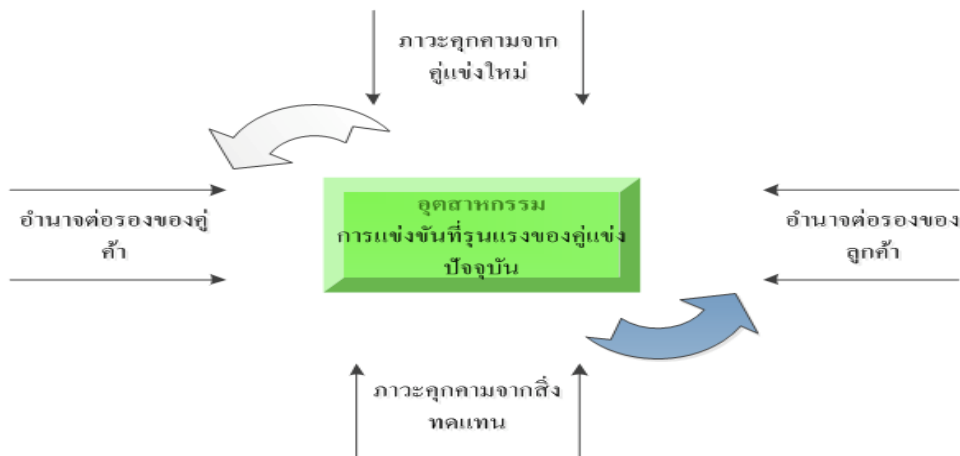 ภาวะคุกคามจาก
คู่แข่งใหม่
อำนาจต่อรองของคู่
ค้า
อุตสาหกรรม
การแข่งขันที่รุนแรงของคู่แข่ง
ปัจจุบัน
อำนาจต่อรองของ
ลูกค้า
ภาวะคุกคามจากสิ่ง
ทดแทน